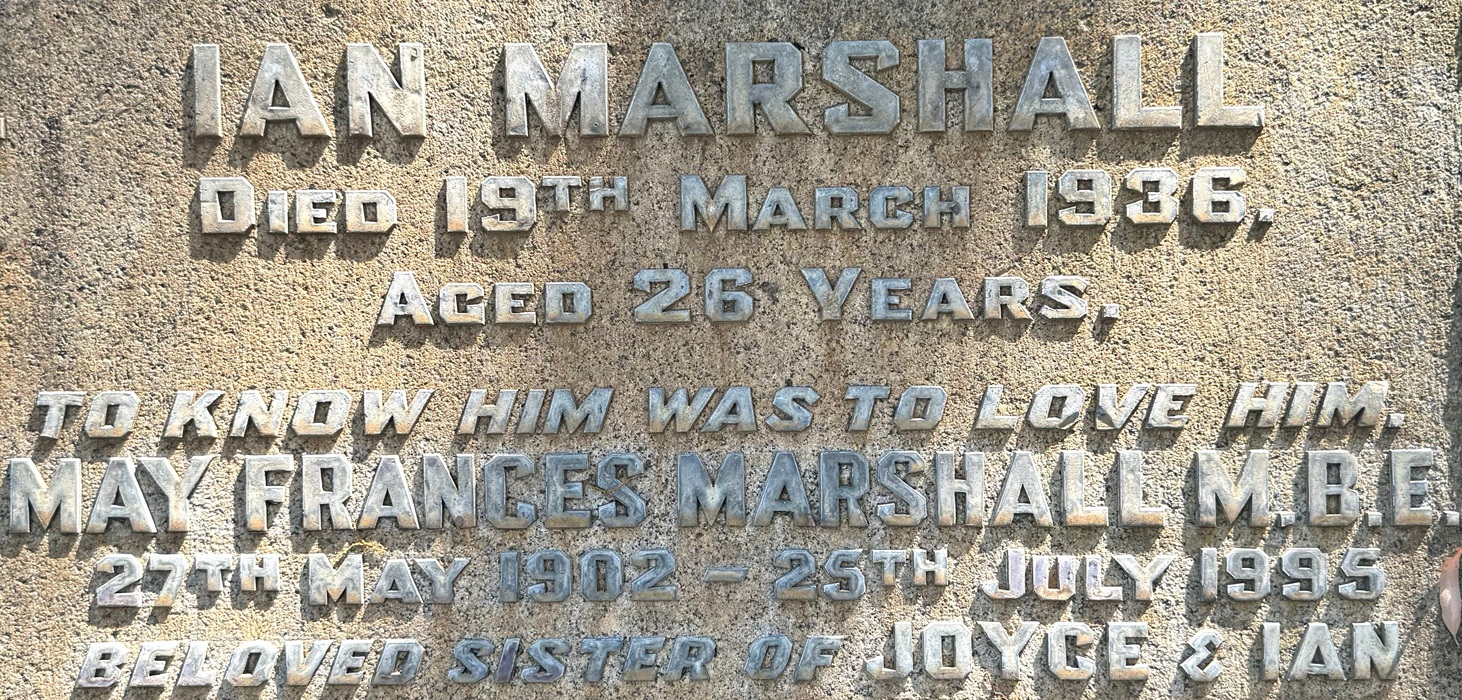 IAN MARSHALL
DIED 19TH MARCH 1936.
AGED 26 YEARS.
TO KNOW HIM WAS TO LOVE HIM.
MAY FRANCES MARSHALL M.B.E.
27TH MAY 1902 – 25TH JULY 1995
BELOVED SISTER OF JOYCE & IAN